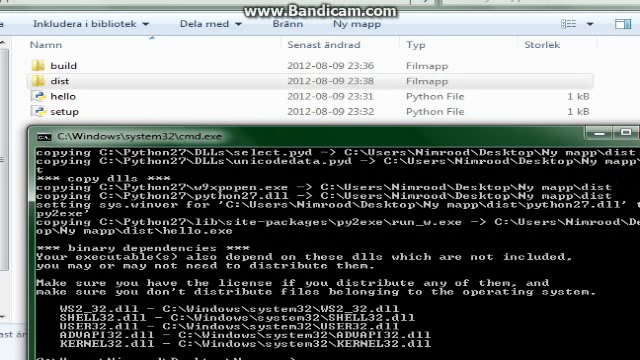 www.Bandicam.com
Inkludera i bibliotek Dela med Bränn Ny mapp
Namn Senast ändrad Typ Storlek
build 2012-08-09 23:36 Filmapp
dist 2012-08-09 23:38 Filmapp
hello 2012-08-09 23:31 Python File 1 kB
setup 2012-08-09 23:32 Python File 1 kB
C:\Windows\system32\cmd.exe
copying C:\Python27\DLLs\select.pyd -> C:\Users\Nimrood\Desktop\Ny mapp\dist
copying C:\Python27\DLLs\unicodedata.pyd -> C:\Users\Nimrood\Desktop\Ny mapp\dis
t
*** copy dlls ***
copying C:\Python27\w9xpopen.exe -> C:\Users\Nimrood\Desktop\Ny mapp\dist
copying C:\Python27\python27.dll -> C:\Users\Nimrood\Desktop\Ny mapp\dist
setting sys.winver for 'C:\Users\Nimrood\Desktop\Ny mapp\dist\python27.dll' t
py2exe'
copying C:\Python27\lib\site-packages\py2exe\run_w.exe -> C:\Users\Nimrood\De
op\Ny mapp\dist\hello.exe
*** binary dependencies ***
Your executable(s) also depend on these dlls which are not included,
you may or may not need to distribute them.
Make sure you have the license if you distribute any of them, and
make sure you don't distribute files belonging to the operating system.
WS2_32.dll - C:\Windows\system32\WS2_32.dll
SHELL32.dll - C:\Windows\system32\SHELL32.dll
USER32.dll - C:\Windows\system32\USER32.dll
ADVAPI32.dll - C:\Windows\system32\ADVAPI32.dll
KERNEL32.dll - C:\Windows\system32\KERNEL32.dll